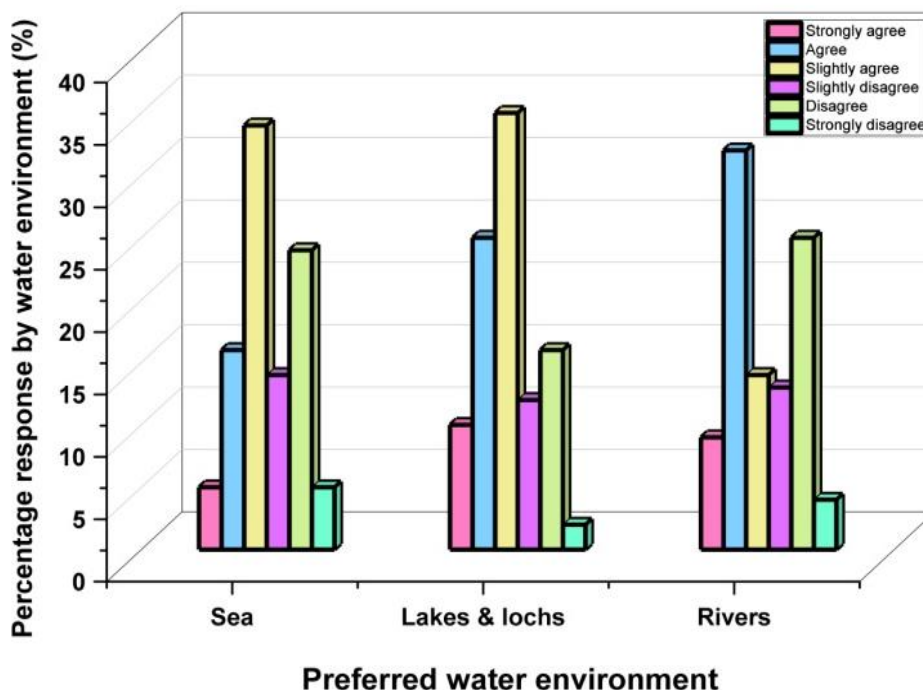 Percentage response by water environment (%)
40
35
30
25
20
15
10
5
0
Strongly agree
Agree
Slightly agree
Slightly disagree
Disagree
Strongly disagree
Sea
Lakes & lochs
Rivers
Preferred water environment